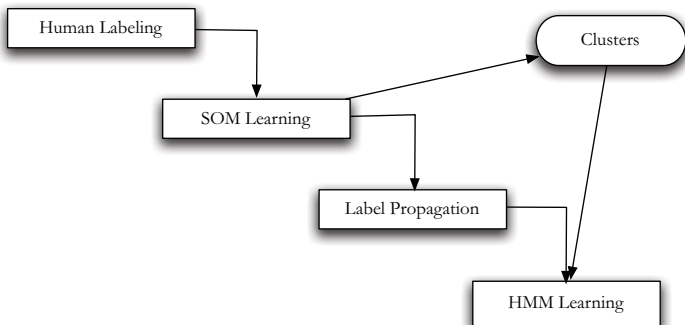 Human Labeling
Clusters
SOM Learning
Label Propagation
HMM Learning